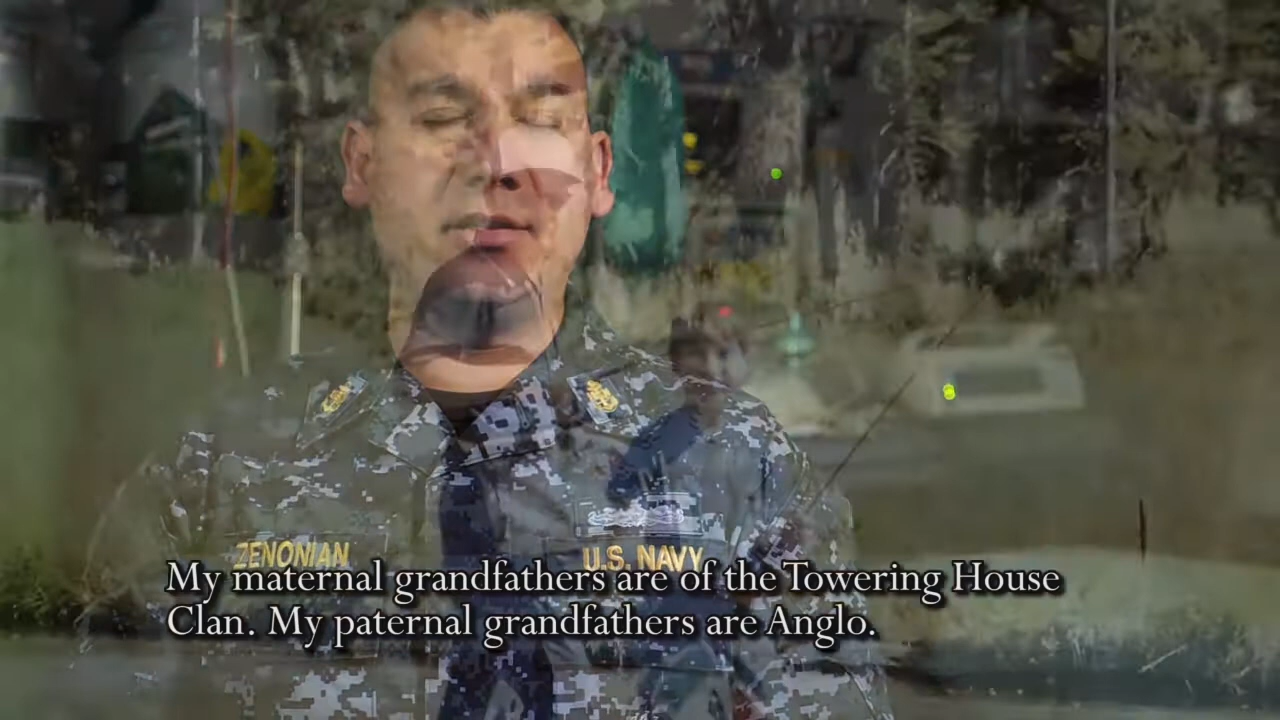 ZENONIAN
U.S. NAVY
My maternal grandfathers are of the Towering House
Clan. My paternal grandfathers are Anglo.